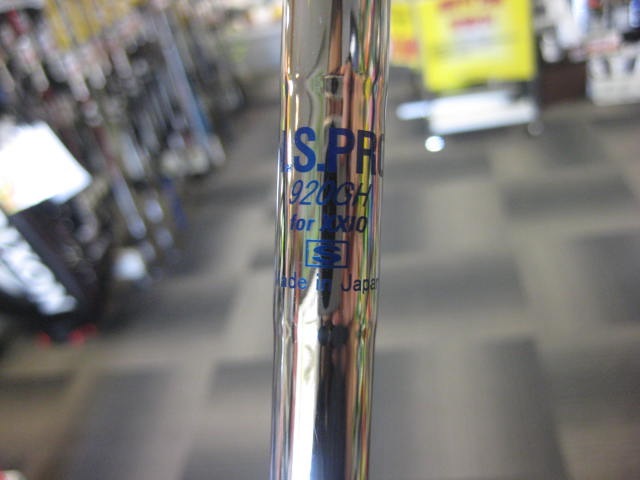 .S.PRO
920GH
for XXIO
S
Made in Japan